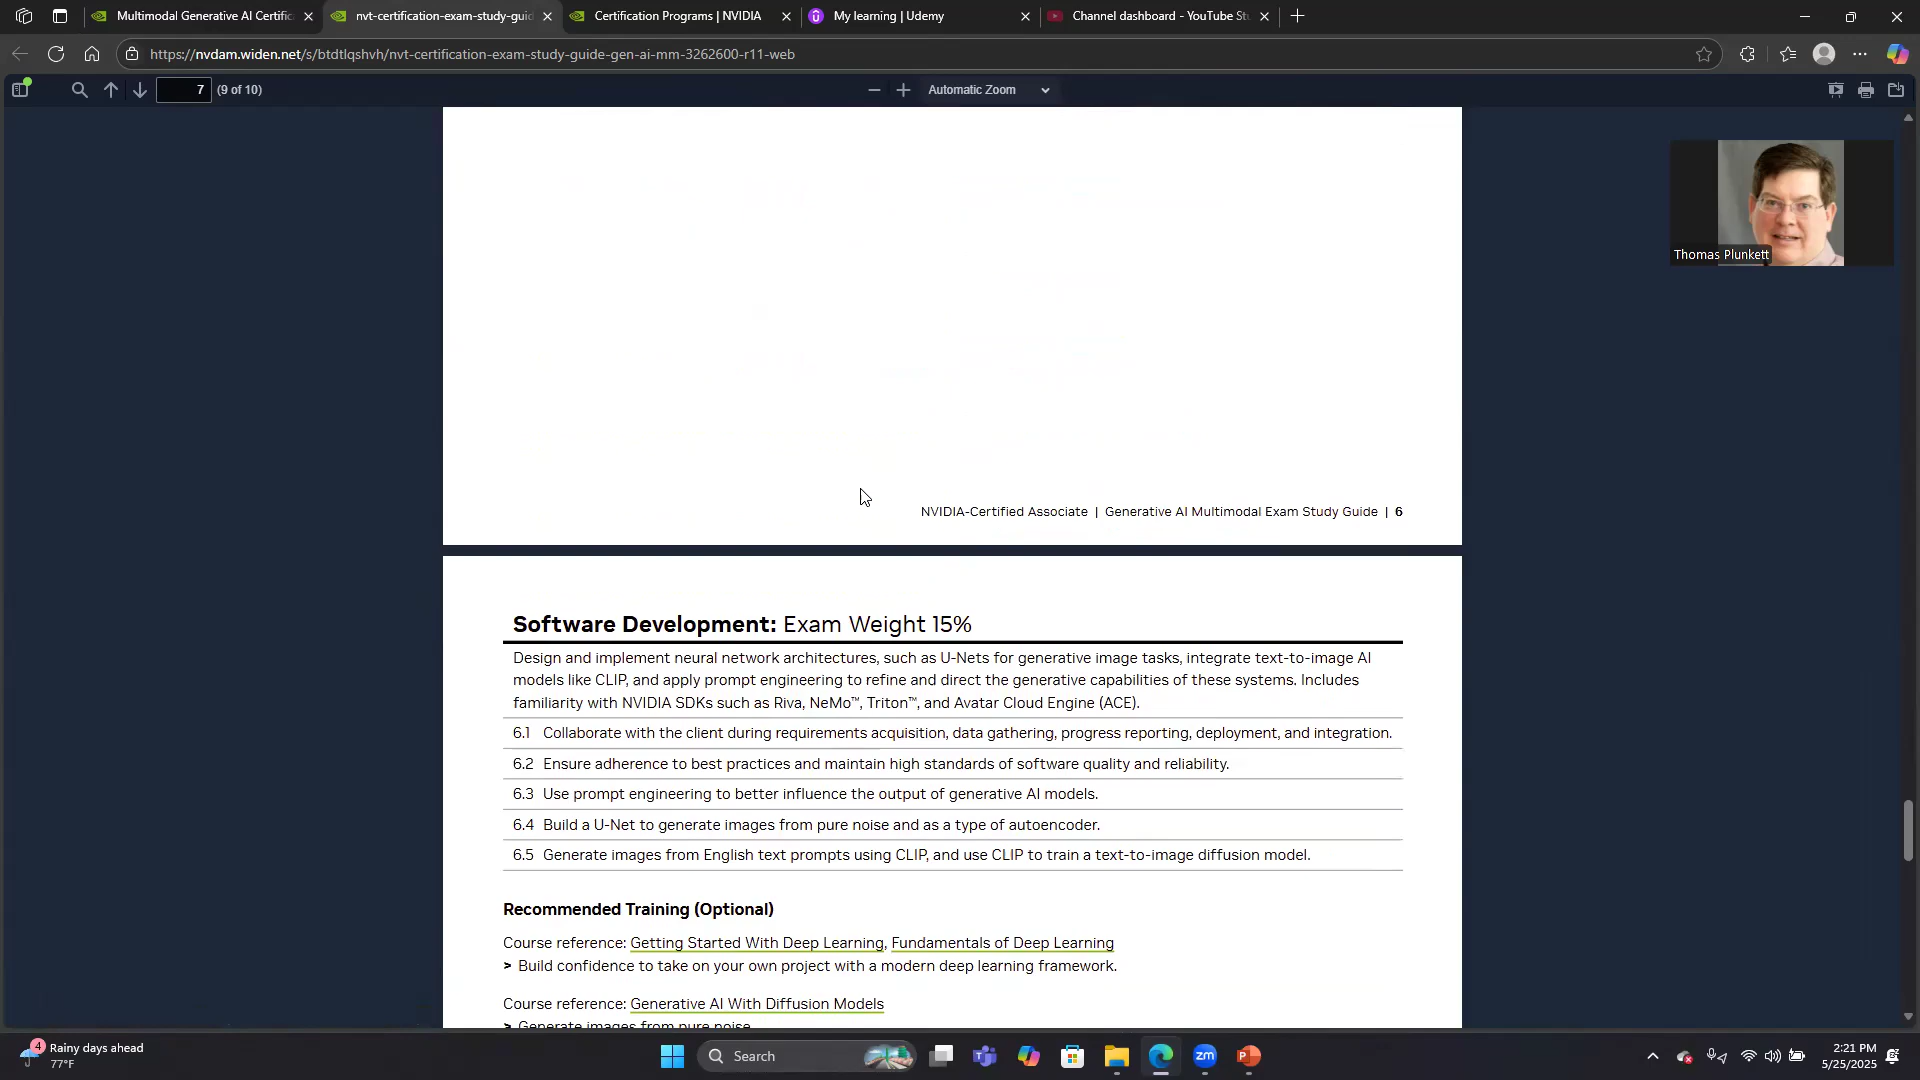 Multimodal Generative AI Certific
nvt-certification-exam-study-guid
Certification Programs | NVIDIA
My learning | Udemy
Channel dashboard - YouTube St
https://nvdam.widen.net/s/btdtlqshvh/nvt-certification-exam-study-guide-gen-ai-mm-3262600-r11-web
7 (9 of 10)
Automatic Zoom
Thomas Plunkett
NVIDIA-Certified Associate | Generative AI Multimodal Exam Study Guide | 6
Software Development: Exam Weight 15%
Design and implement neural network architectures, such as U-Nets for generative image tasks, integrate text-to-image AI
models like CLIP, and apply prompt engineering to refine and direct the generative capabilities of these systems. Includes
familiarity with NVIDIA SDKs such as Riva, NeMo™, Triton™, and Avatar Cloud Engine (ACE).
6.1 Collaborate with the client during requirements acquisition, data gathering, progress reporting, deployment, and integration.
6.2 Ensure adherence to best practices and maintain high standards of software quality and reliability.
6.3 Use prompt engineering to better influence the output of generative AI models.
6.4 Build a U-Net to generate images from pure noise and as a type of autoencoder.
6.5 Generate images from English text prompts using CLIP, and use CLIP to train a text-to-image diffusion model.
Recommended Training (Optional)
Course reference: Getting Started With Deep Learning, Fundamentals of Deep Learning
> Build confidence to take on your own project with a modern deep learning framework.
Course reference: Generative AI With Diffusion Models
> Generate images from pure noise.
4
Rainy days ahead
77°F
Search
zm
P
2:21 PM
5/25/2025